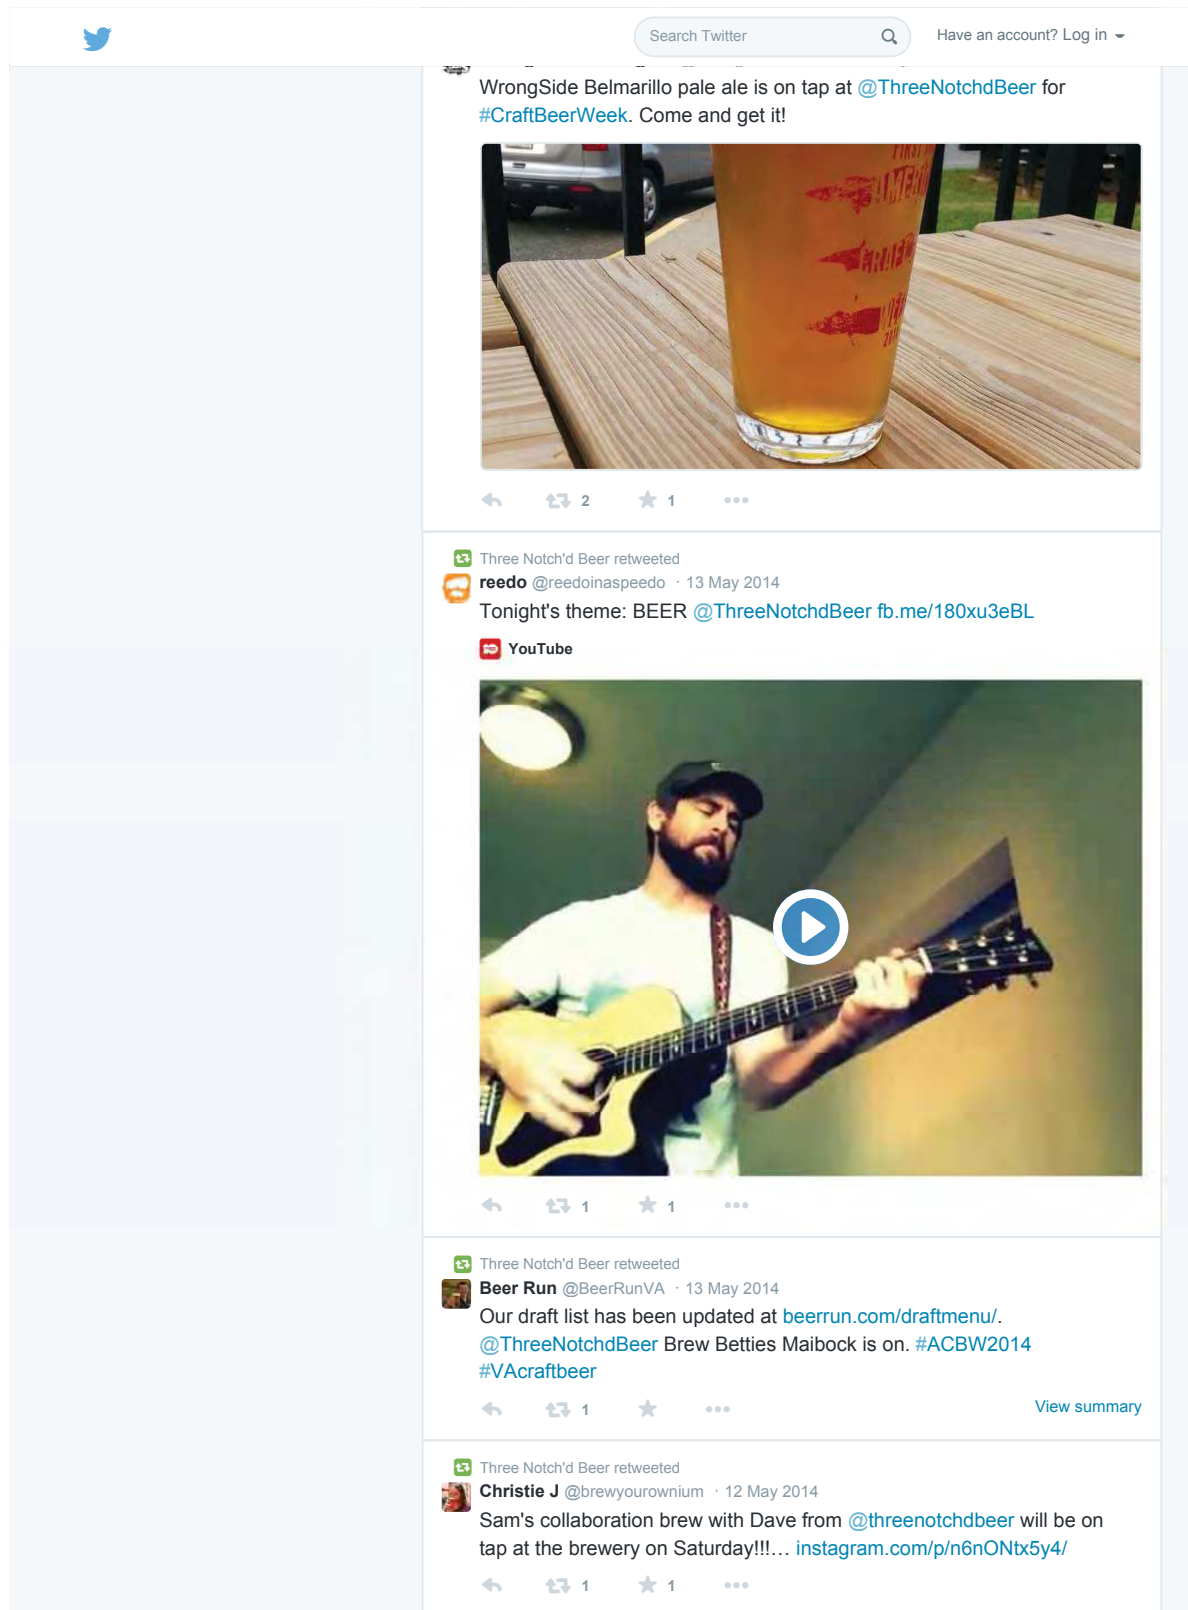 Search Twitter
Have an account? Log in
WrongSide Belmarillo pale ale is on tap at @ThreeNotchdBeer for
#CraftBeerWeek. Come and get it!
2 1
Three Notch'd Beer retweeted
reedo @reedoinaspeedo · 13 May 2014
Tonight's theme: BEER @ThreeNotchdBeer fb.me/180xu3eBL
YouTube
1 1
Three Notch'd Beer retweeted
Beer Run @BeerRunVA · 13 May 2014
Our draft list has been updated at beerrun.com/draftmenu/.
@ThreeNotchdBeer Brew Betties Maibock is on. #ACBW2014
#VAcraftbeer
1
View summary
Three Notch'd Beer retweeted
Christie J @brewyourownium · 12 May 2014
Sam's collaboration brew with Dave from @threenotchdbeer will be on
tap at the brewery on Saturday!!!… instagram.com/p/n6nONtx5y4/
1 1